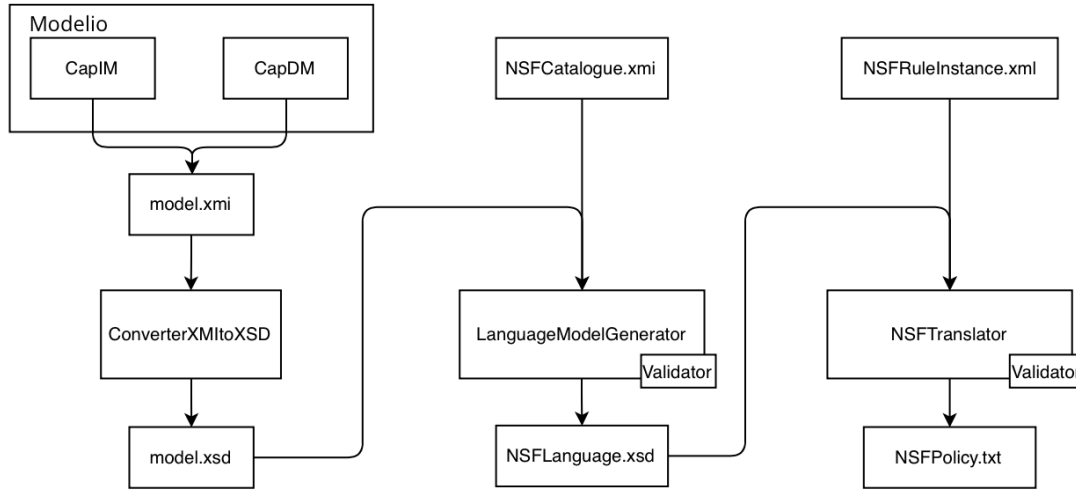 Modelio
CapIM
CapDM
NSFCatalogue.xmi
NSFRuleInstance.xml
model.xmi
ConverterXMItoXSD
LanguageModelGenerator
Validator
NSFTranslator
Validator
model.xsd
NSFLanguage.xsd
NSFPolicy.txt